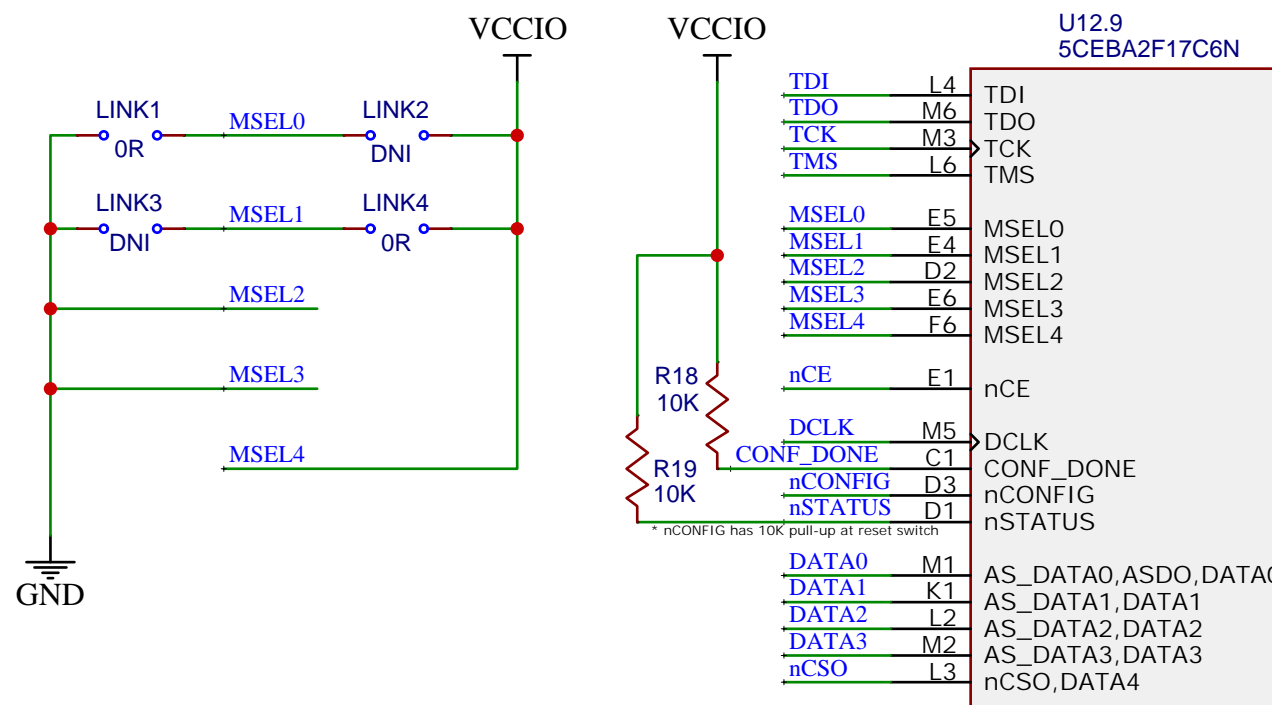 VCCIO
LINK1
0R
MSEL0
LINK2
DNI
LINK3
DNI
MSEL1
LINK4
0R
MSEL2
MSEL3
MSEL4
GND
VCCIO
R18
10K
R19
10K
U12.9
5CEBA2F17C6N
TDI L4 TDI
TDO M6 TDO
TCK M3 TCK
TMS L6 TMS
MSEL0 E5 MSEL0
MSEL1 E4 MSEL1
MSEL2 D2 MSEL2
MSEL3 E6 MSEL3
MSEL4 F6 MSEL4
nCE E1 nCE
DCLK M5 DCLK
CONF_DONE C1 CONF_DONE
nCONFIG D3 nCONFIG
nSTATUS D1 nSTATUS
* nCONFIG has 10K pull-up at reset switch
DATA0 M1 AS_DATA0,ASDO,DATA0
DATA1 K1 AS_DATA1,DATA1
DATA2 L2 AS_DATA2,DATA2
DATA3 M2 AS_DATA3,DATA3
nCSO L3 nCSO,DATA4